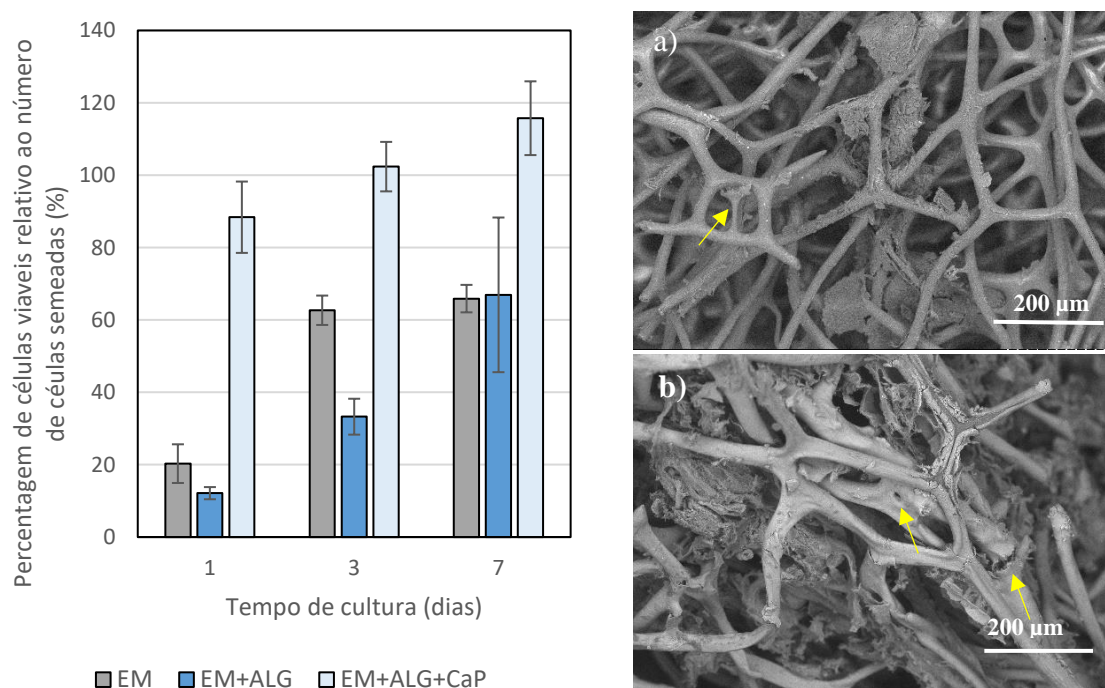 Percentagem de células viaveis relativo ao número
de células semeadas (%)
140
120
100
80
60
40
20
0
1 3 7
Tempo de cultura (dias)
EM EM+ALG EM+ALG+CaP
a)
200 µm
b)
200 µm